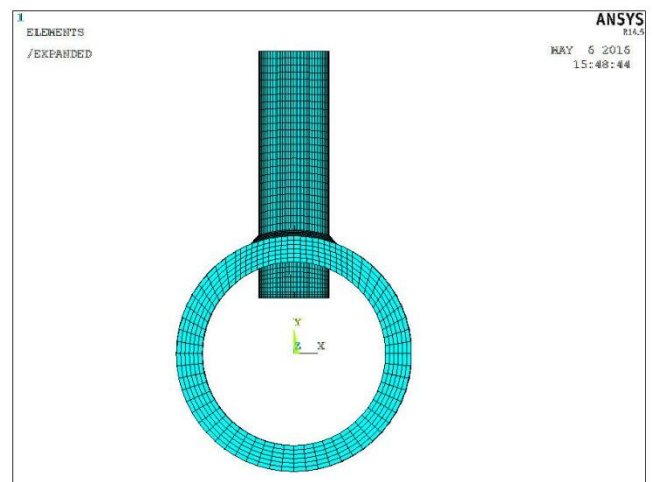 1
ELEMENTS
/EXPANDED
ANSYS
R14.5
MAY 6 2016
15:48:44
Y
Z X